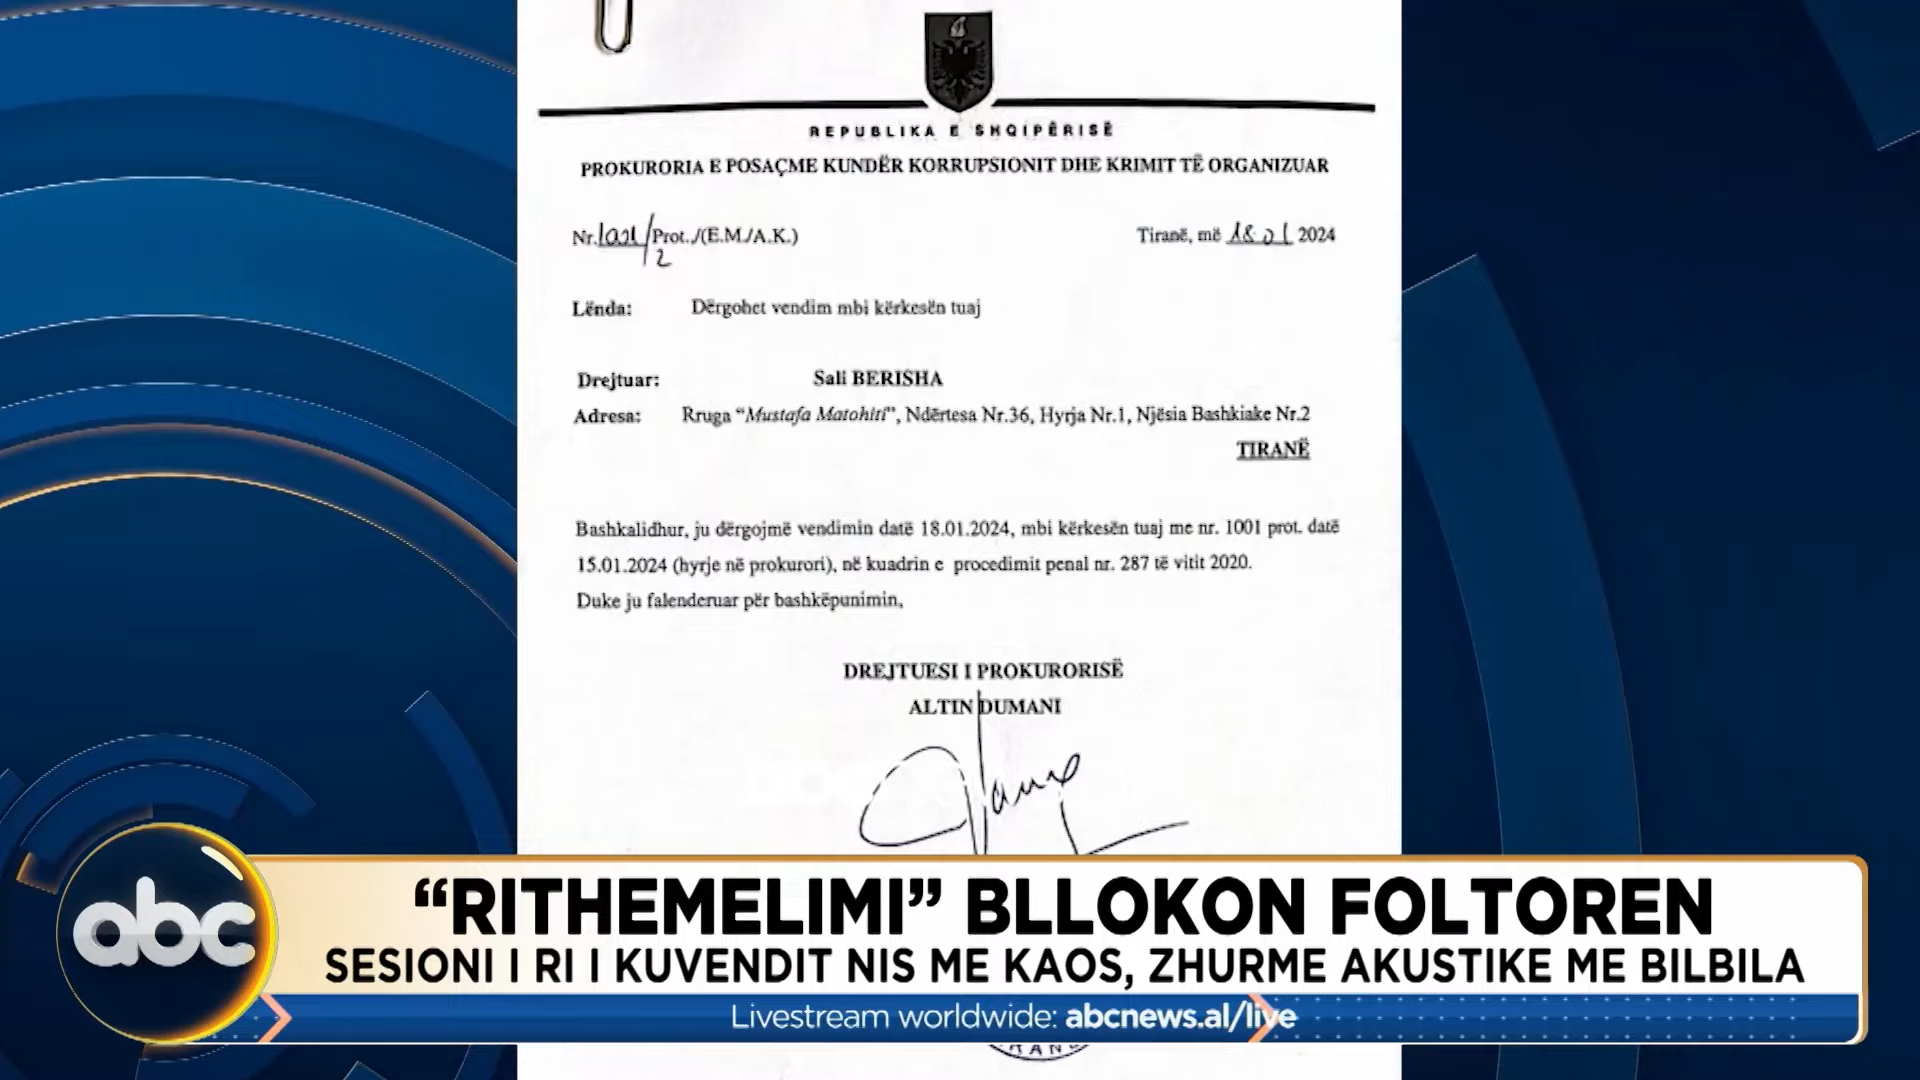 REPUBLIKA E SHQIPËRISË
PROKURORIA E POSAÇME KUNDËR KORRUPSIONIT DHE KRIMIT TË ORGANIZUAR
Nr. /2 Prot./(E.M./A.K.)
Tiranë, më 18.01 2024
Lënda: Dërgohet vendim mbi kërkesën tuaj
Drejtuar: Sali BERISHA
Adresa: Rruga “Mustafa Matohiti”, Ndërtesa Nr.36, Hyrja Nr.1, Njësia Bashkiake Nr.2
TIRANË
Bashkalidhur, ju dërgojmë vendimin datë 18.01.2024, mbi kërkesën tuaj me nr. 1001 prot. datë
15.01.2024 (hyrje në prokurori), në kuadrin e procedimit penal nr. 287 të vitit 2020.
Duke ju falenderuar për bashkëpunimin,
DREJTUESI I PROKURORISË
ALTIN DUMANI
abc
“RITHEMELIMI” BLLOKON FOLTOREN
SESIONI I RI I KUVENDIT NIS ME KAOS, ZHURME AKUSTIKE ME BILBILA
Livestream worldwide: abcnews.al/live